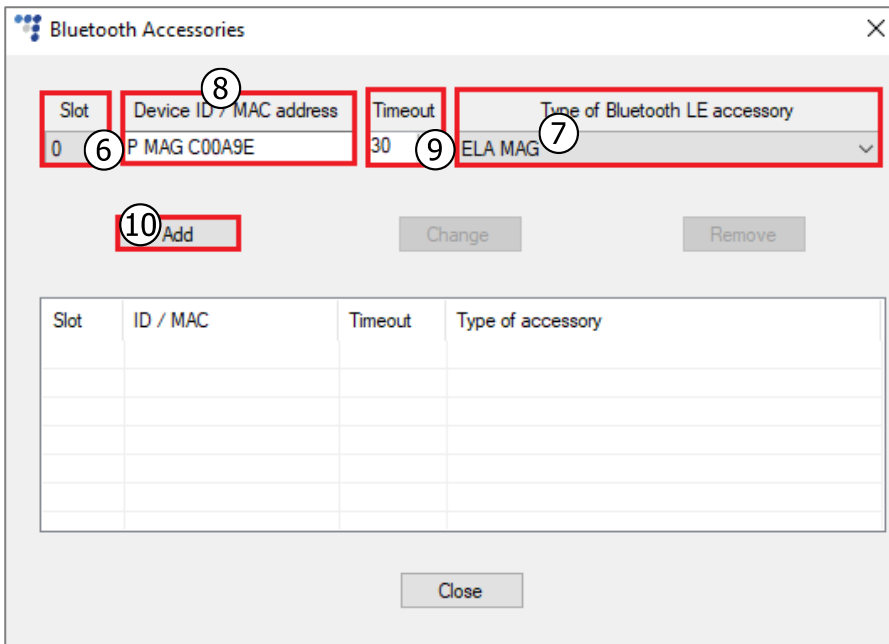 Bluetooth Accessories
8
Slot Device ID / MAC address Timeout Type of Bluetooth LE accessory
0 6 P MAG C00A9E 30 9 ELA MAG 7
10 Add Change Remove
Slot ID / MAC Timeout Type of accessory
Close